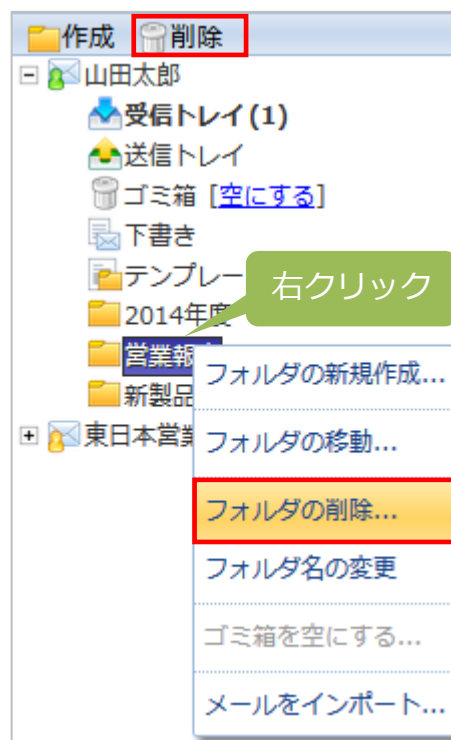 作成 削除
山田太郎
受信トレイ(1)
送信トレイ
ゴミ箱 [空にする]
下書き
テンプレー
右クリック
2014年度
営業報
フォルダの新規作成...
新製品
フォルダの移動...
東日本営業
フォルダの削除...
フォルダ名の変更
ゴミ箱を空にする...
メールをインポート...